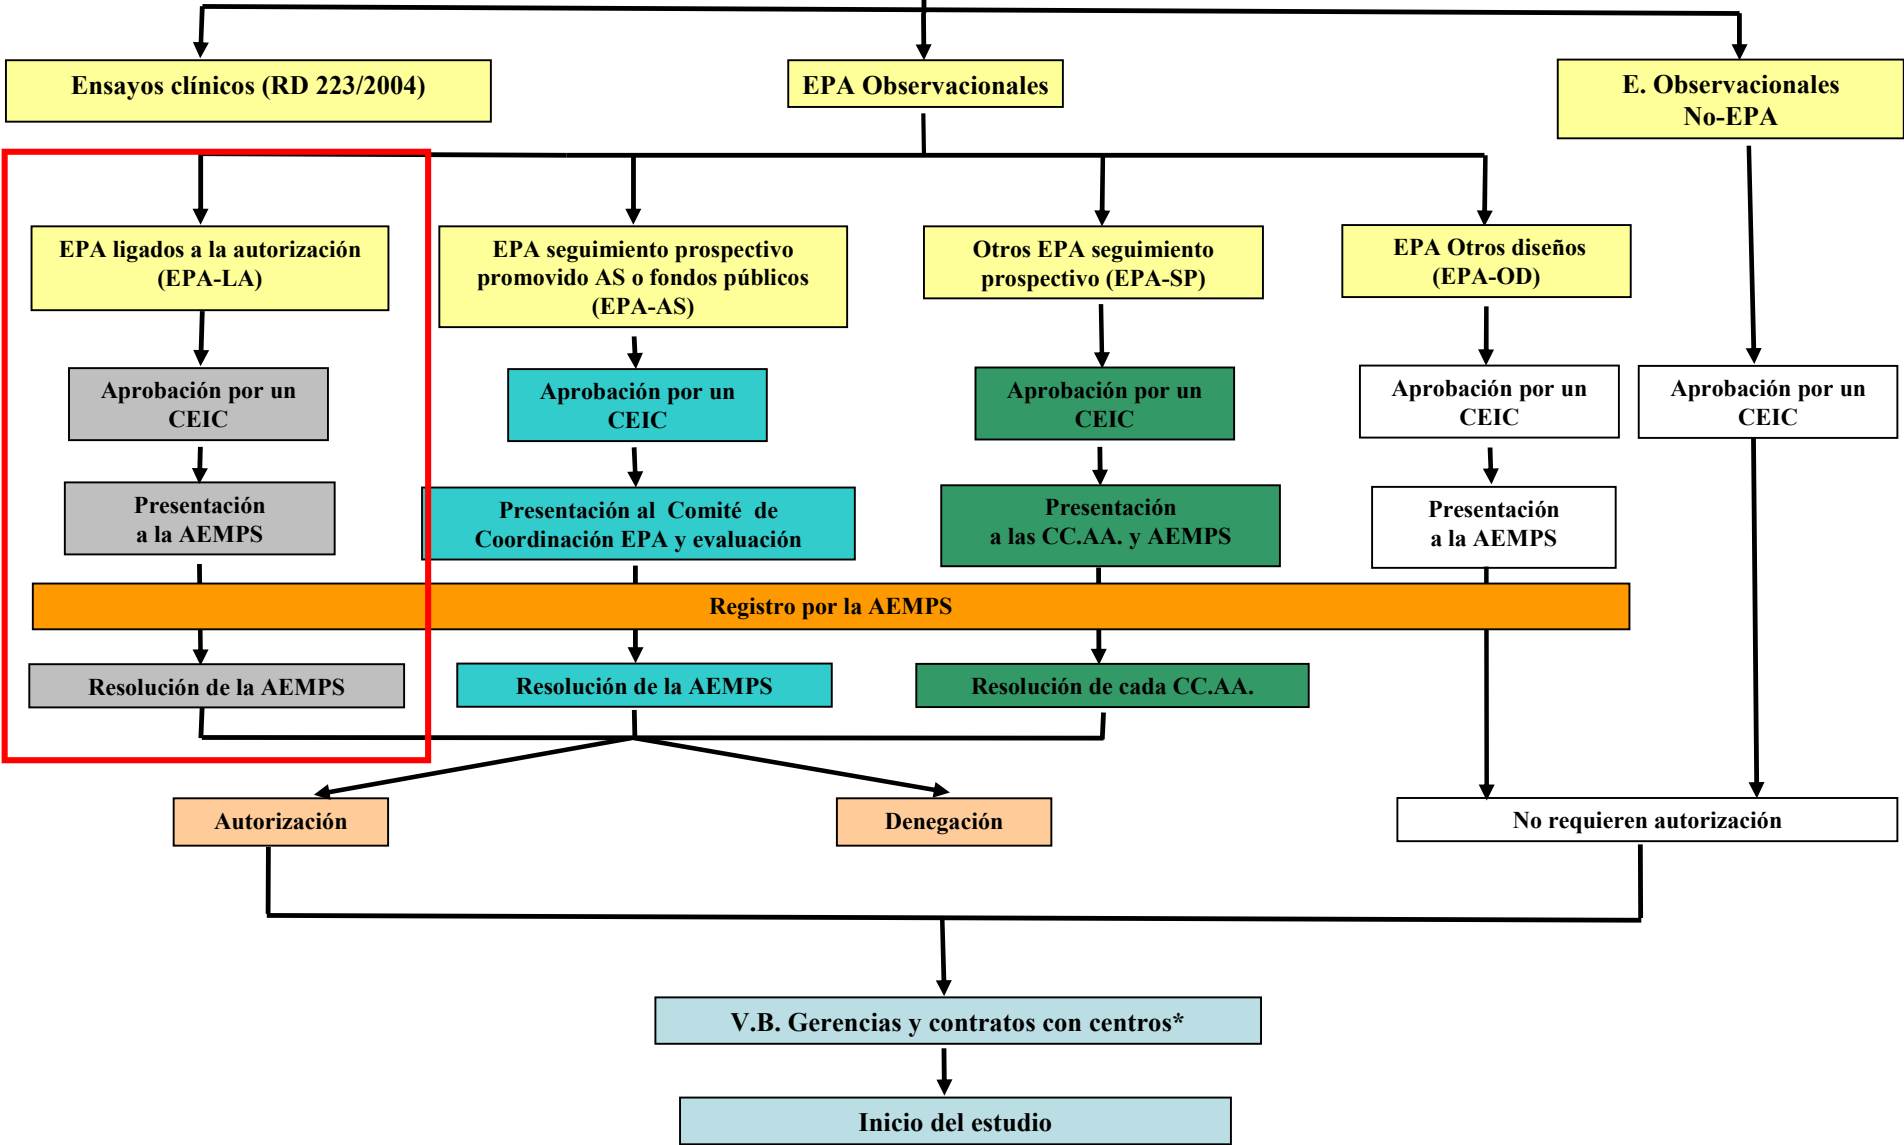 Ensayos clínicos (RD 223/2004)
EPA Observacionales
E. Observacionales
No-EPA
EPA ligados a la autorización
(EPA-LA)
EPA seguimiento prospectivo
promovido AS o fondos públicos
(EPA-AS)
Otros EPA seguimiento
prospectivo (EPA-SP)
EPA Otros diseños
(EPA-OD)
Aprobación por un
CEIC
Aprobación por un
CEIC
Aprobación por un
CEIC
Aprobación por un
CEIC
Aprobación por un
CEIC
Presentación
a la AEMPS
Presentación al Comité de
Coordinación EPA y evaluación
Presentación
a las CC.AA. y AEMPS
Presentación
a la AEMPS
Registro por la AEMPS
Resolución de la AEMPS
Resolución de la AEMPS
Resolución de cada CC.AA.
Autorización
Denegación
No requieren autorización
V.B. Gerencias y contratos con centros*
Inicio del estudio